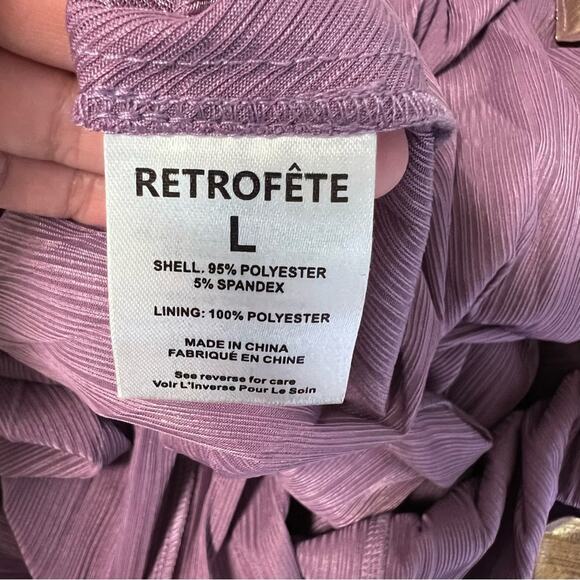 RETROFÊTE
L
SHELL. 95% POLYESTER
5% SPANDEX
LINING: 100% POLYESTER
MADE IN CHINA
FABRIQUÉ EN CHINE
See reverse for care
Voir L'Inverse Pour Le Soin